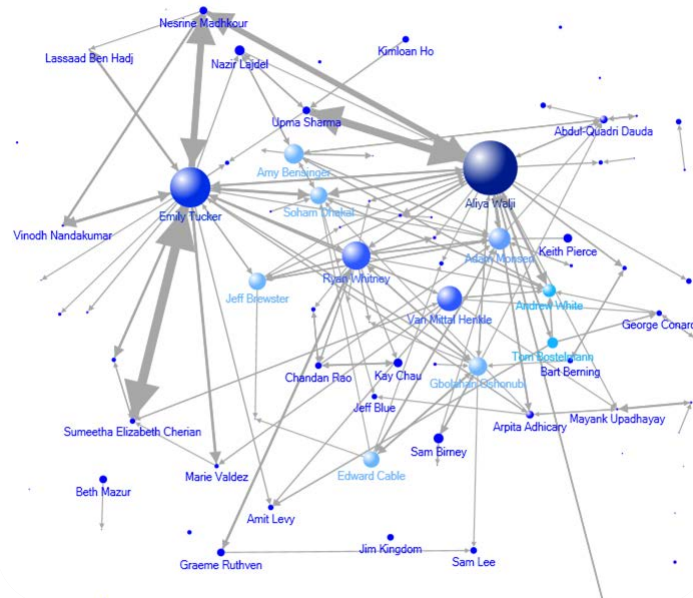 Nesrine Madhkour
Lassaad Ben Hadj
Nazir Lajdel
Kimloan Ho
Upma Sharma
Abdul-Quadri Dauda
Amy Bensinger
Emily Tucker
Soham Dhakal
Aliya Walji
Vinodh Nandakumar
Adam Monsen
Keith Pierce
Ryan Whitney
Jeff Brewster
Andrew White
Van Mittal Henkle
George Conard
Tom Bostelmann
Bart Berning
Chandan Rao
Kay Chau
Gbolahan Oshonubi
Jeff Blue
Sumeetha Elizabeth Cherian
Arpita Adhicary
Mayank Upadhayay
Sam Birney
Marie Valdez
Edward Cable
Beth Mazur
Amit Levy
Jim Kingdom
Graeme Ruthven
Sam Lee